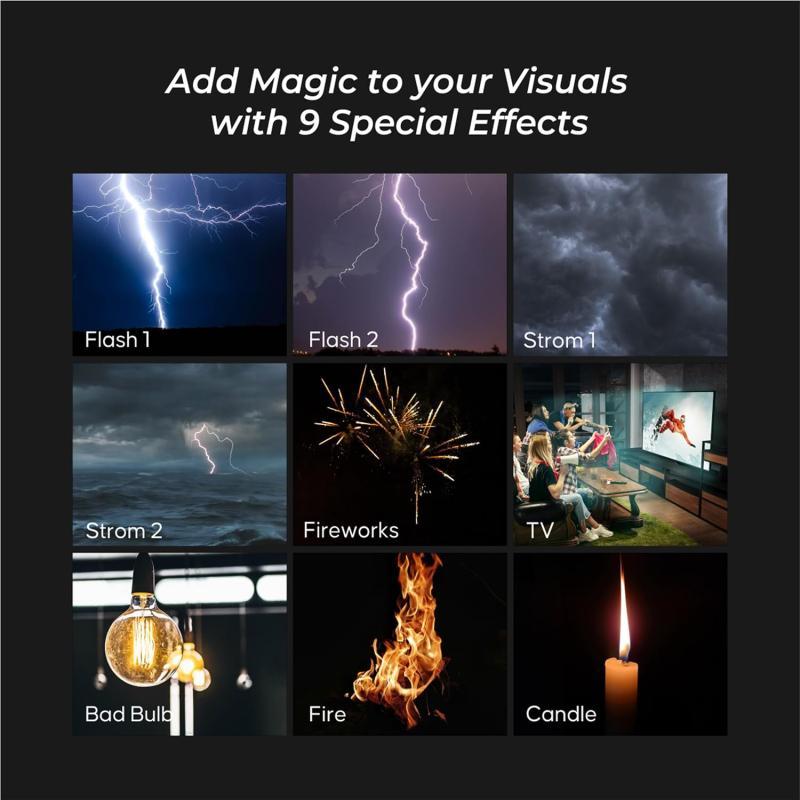 Add Magic to your Visuals
with 9 Special Effects
Flash 1
Flash 2
Strom 1
Strom 2
Fireworks
TV
Bad Bulb
Fire
Candle